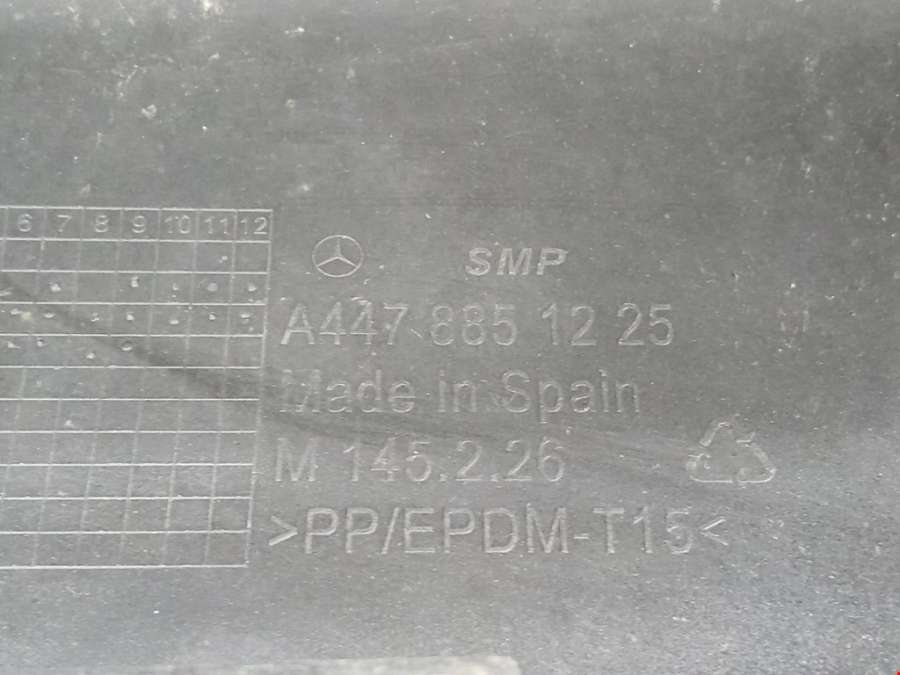 6 7 8 9 10 11 12
SMP
A447 885 12 25
Made in Spain
M 145.2.26
>PP/EPDM-T15<